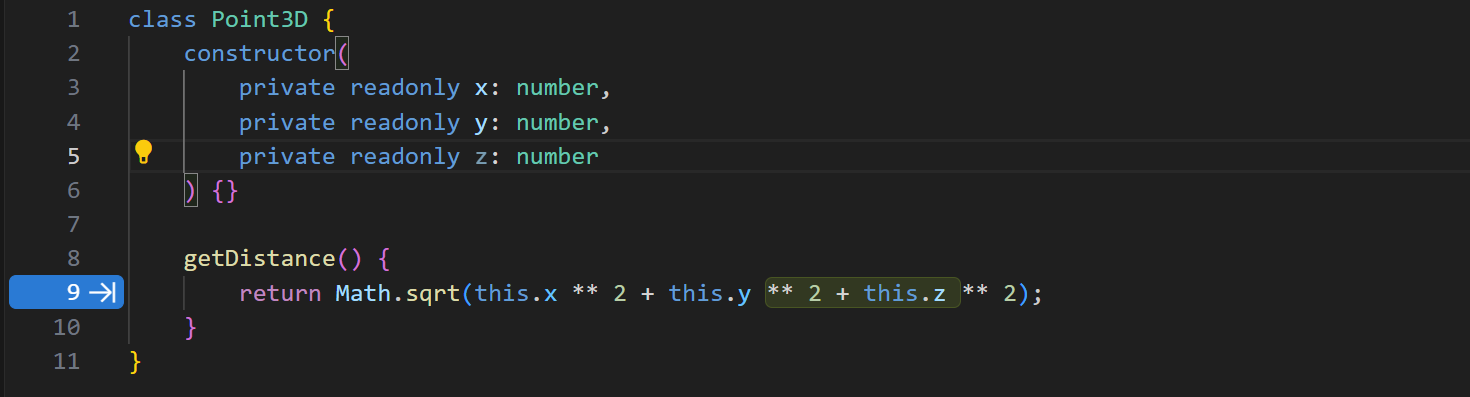 1 class Point3D {
2 constructor(
3 private readonly x: number,
4 private readonly y: number,
5 private readonly z: number
6 ) {}
7
8 getDistance() {
9 return Math.sqrt(this.x ** 2 + this.y ** 2 + this.z ** 2);
10 }
11 }